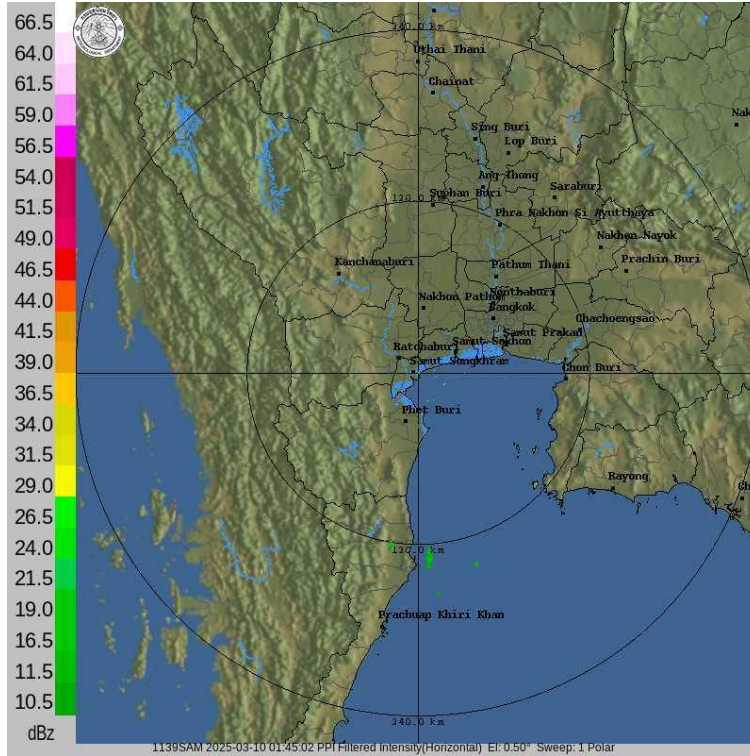 66.5
64.0
61.5
59.0
56.5
54.0
51.5
49.0
46.5
44.0
41.5
39.0
36.5
34.0
31.5
29.0
26.5
24.0
21.5
19.0
16.5
11.5
10.5
dBz
240.0 km
Uthai Thani
Chainat
Nak
Sing Buri
Lop Buri
Ang Thong
Saraburi
Suphan Buri
120.0 km
Phra Nakhon Si Ayutthaya
Nakhon Nayok
Prachin Buri
Kanchanaburi
Pathum Thani
Nonthaburi
Nakhon Pathom
Bangkok
Chachoengsao
Samut Prakan
Samut Sakhon
Ratchaburi
Samut Songkhram
Chon Buri
Phet Buri
Rayong
Ch
120.0 km
Prachuap Khiri Khan
240.0 km
1139SAM 2025-03-10 01:45:02 PPI Filtered Intensity(Horizontal) El: 0.50° Sweep: 1 Polar